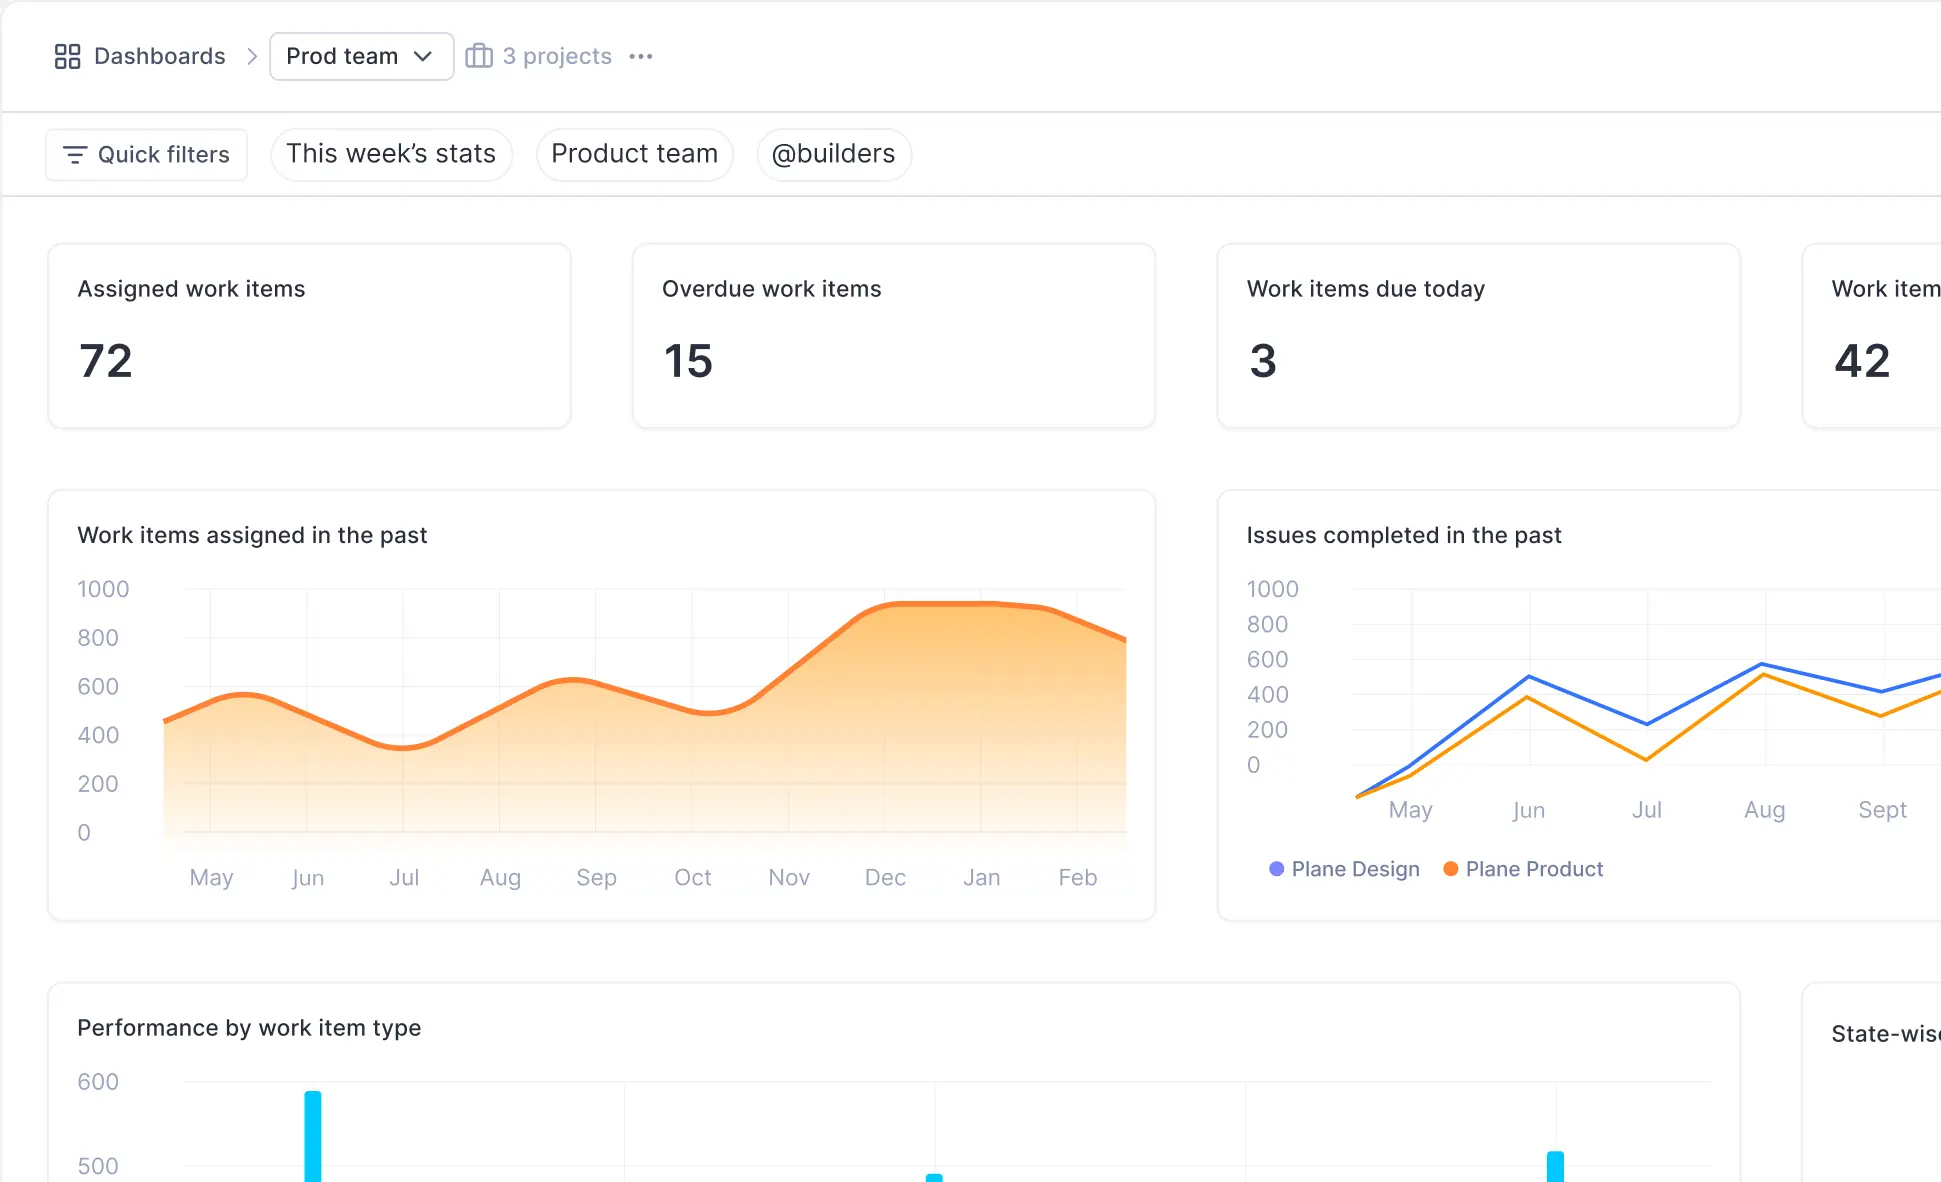 Dashboards Prod team 3 projects
Quick filters This week's stats Product team @builders
Assigned work items
72
Overdue work items
15
Work items due today
3
Work item
42
Work items assigned in the past
1000
800
600
400
200
0
May Jun Jul Aug Sep Oct Nov Dec Jan Feb
Issues completed in the past
1000
800
600
400
200
0
May Jun Jul Aug Sept
Plane Design Plane Product
Performance by work item type
600
500
State-wis